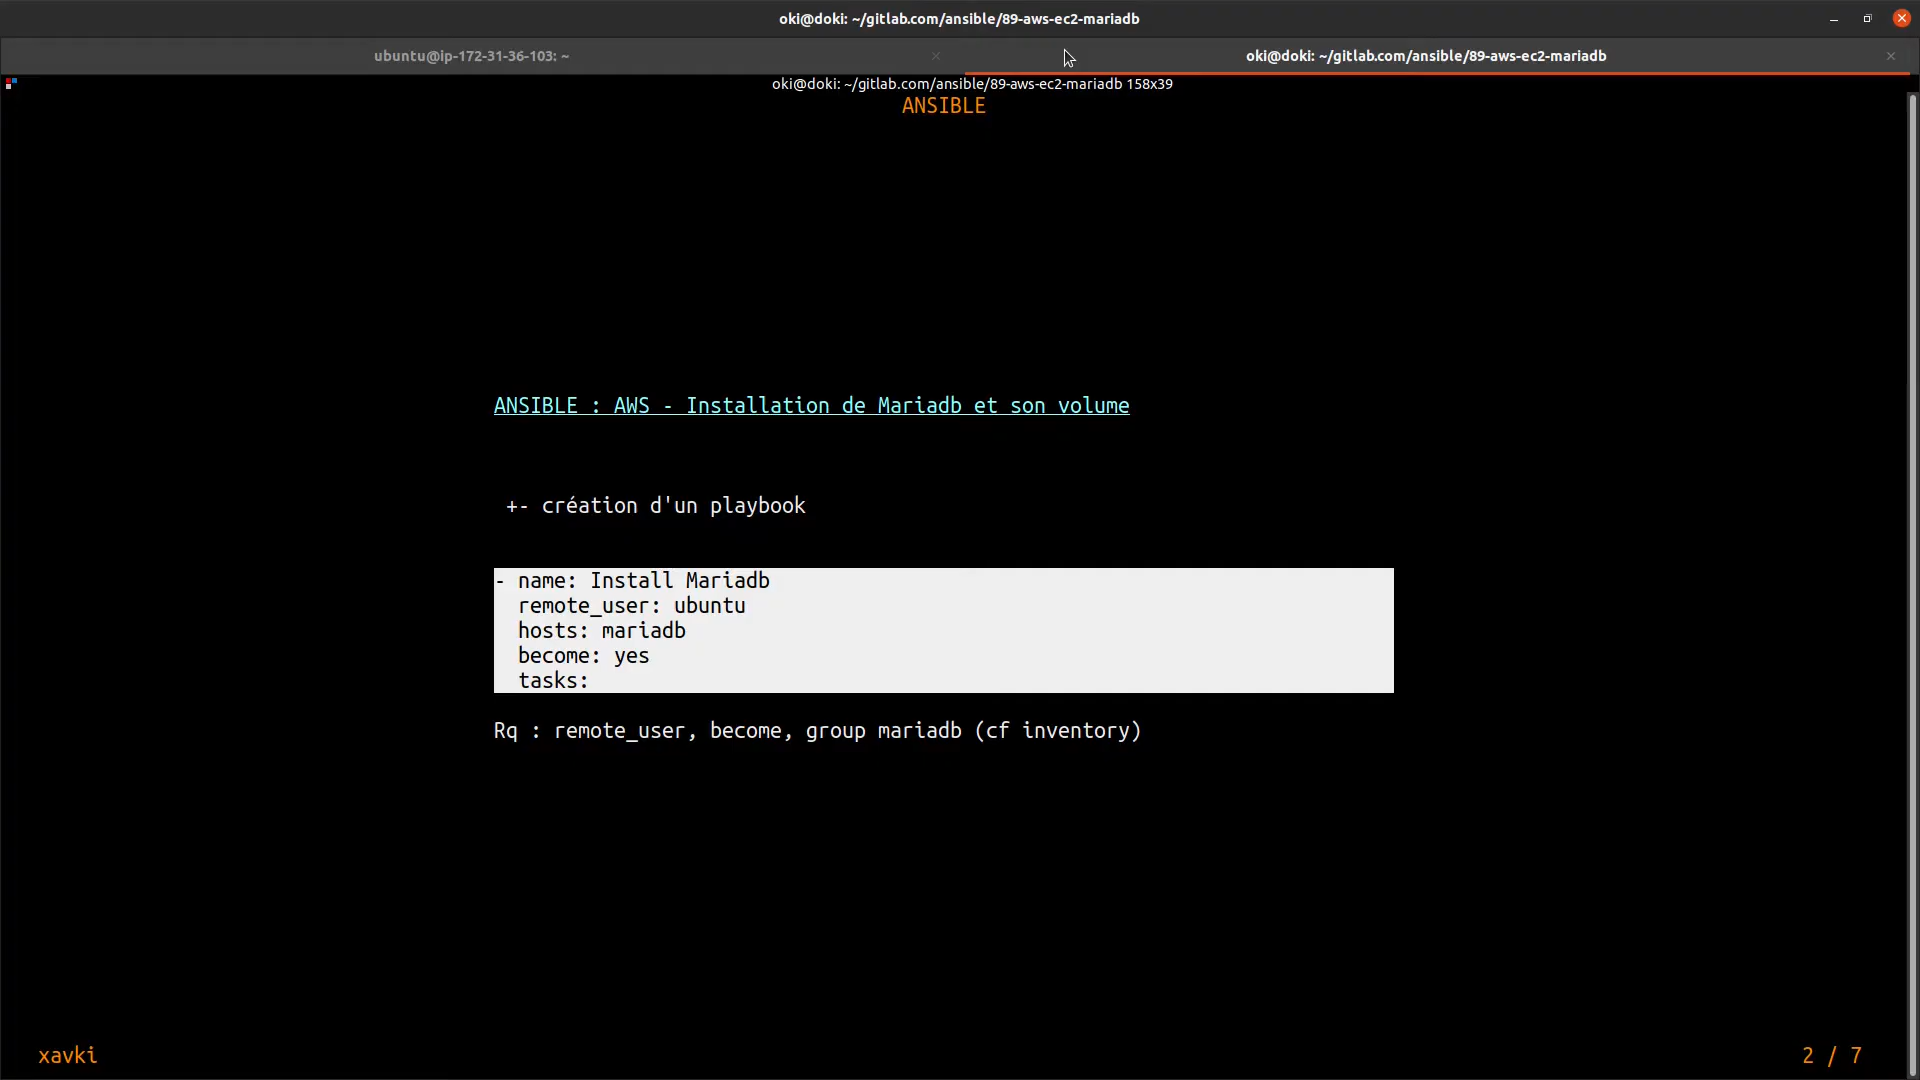 oki@doki: ~/gitlab.com/ansible/89-aws-ec2-mariadb
ubuntu@ip-172-31-36-103: ~
oki@doki: ~/gitlab.com/ansible/89-aws-ec2-mariadb
oki@doki: ~/gitlab.com/ansible/89-aws-ec2-mariadb 158x39
ANSIBLE
ANSIBLE : AWS - Installation de Mariadb et son volume
+- création d'un playbook
- name: Install Mariadb
  remote_user: ubuntu
  hosts: mariadb
  become: yes
  tasks:
Rq : remote_user, become, group mariadb (cf inventory)
xavki
2 / 7